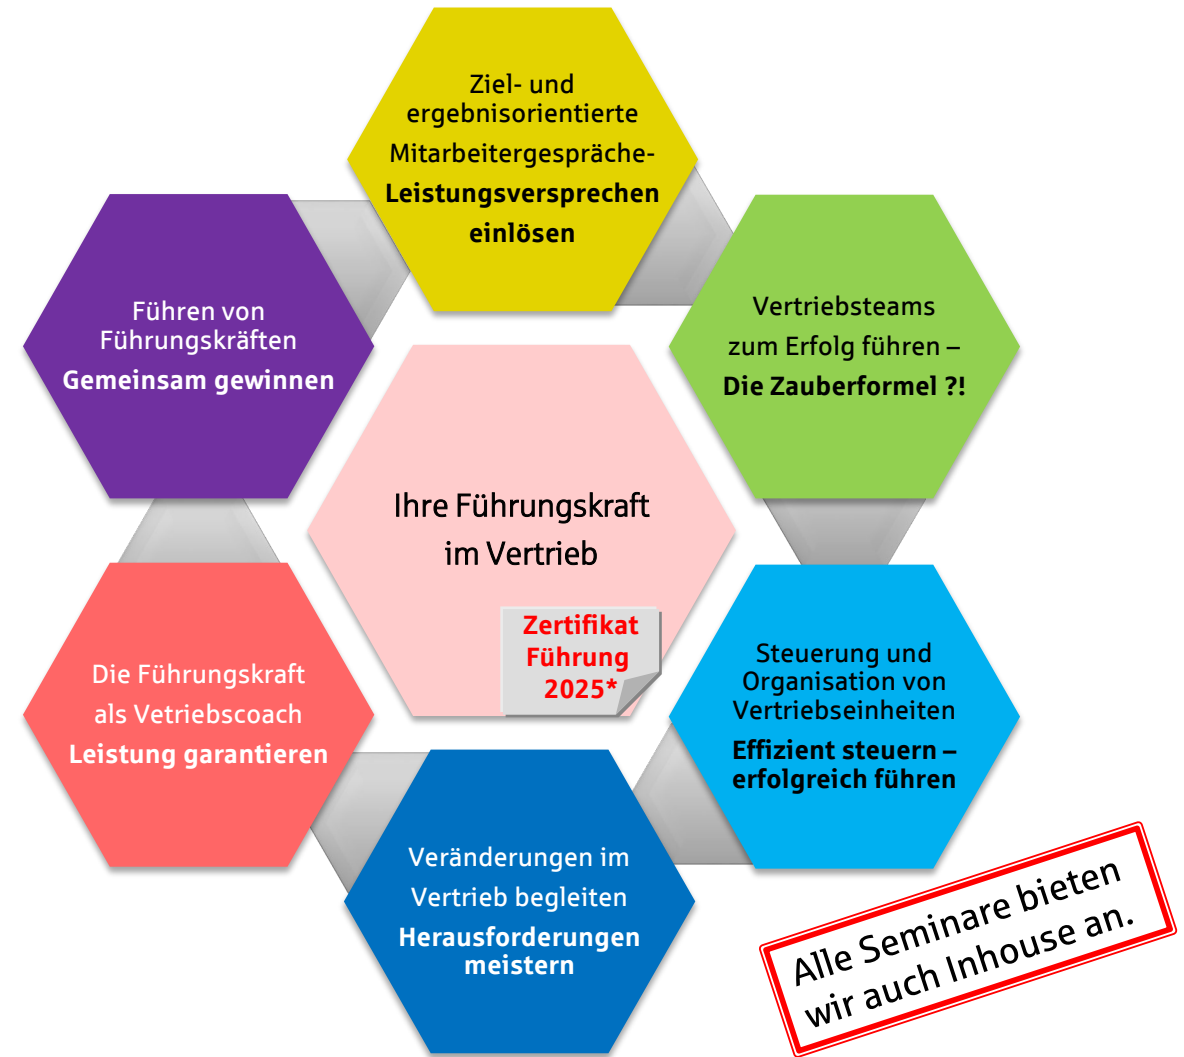 Ziel- und
ergebnisorientierte
Mitarbeitergespräche-
Leistungsversprechen
einlösen
Führen von
Führungskräften
Gemeinsam gewinnen
Vertriebsteams
zum Erfolg führen –
Die Zauberformel ?!
Ihre Führungskraft
im Vertrieb
Zertifikat
Führung
2025*
Die Führungskraft
als Vetriebscoach
Leistung garantieren
Steuerung und
Organisation von
Vertriebseinheiten
Effizient steuern –
erfolgreich führen
Veränderungen im
Vertrieb begleiten
Herausforderungen
meistern
Alle Seminare bieten
wir auch Inhouse an.